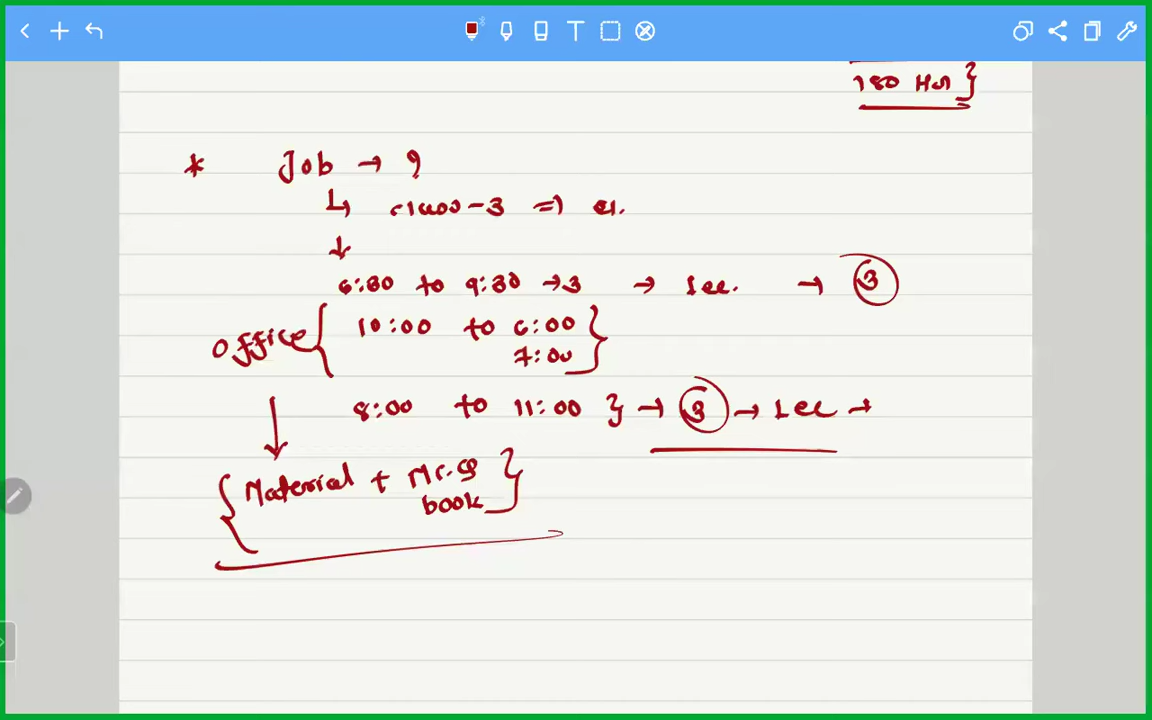 180 Hrs}
* Job → 9
↳ class - 3 ⇒
↓
6:30 to 9:30 → 3 → Lec. → 3
Office { 10:00 to 6:00
7:00 }
8:00 to 11:00 } → 3 → Lec →
{ Material + Mr. G
book }